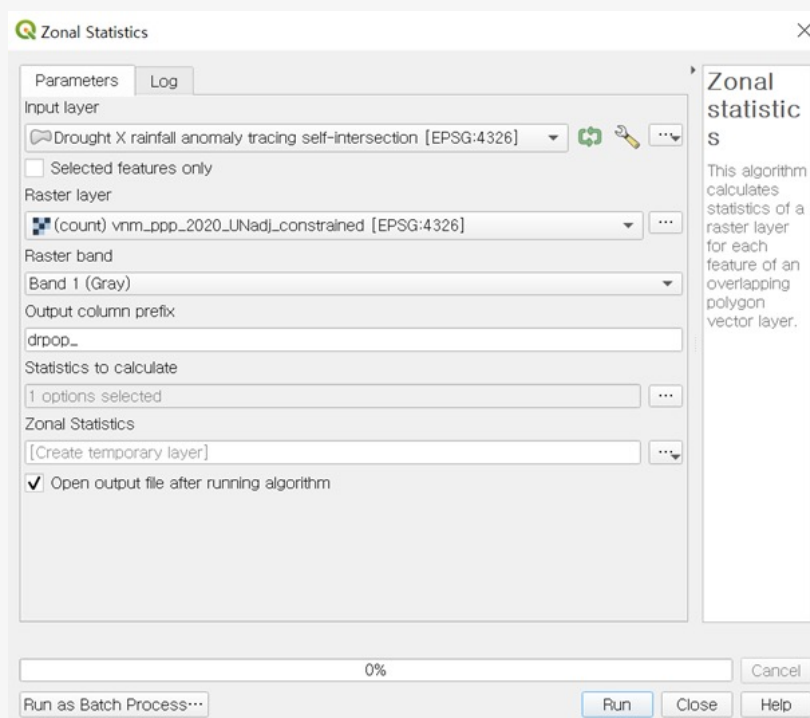 Zonal Statistics
Parameters
Log
Input layer
Drought X rainfall anomaly tracing self-intersection [EPSG:4326]
Selected features only
Raster layer
(count) vnm_ppp_2020_UNadj_constrained [EPSG:4326]
Raster band
Band 1 (Gray)
Output column prefix
drpop_
Statistics to calculate
1 options selected
Zonal Statistics
[Create temporary layer]
Open output file after running algorithm
Zonal
statistic
s
This algorithm
calculates
statistics of a
raster layer
for each
feature of an
overlapping
polygon
vector layer.
0%
Cancel
Run as Batch Process…
Run
Close
Help